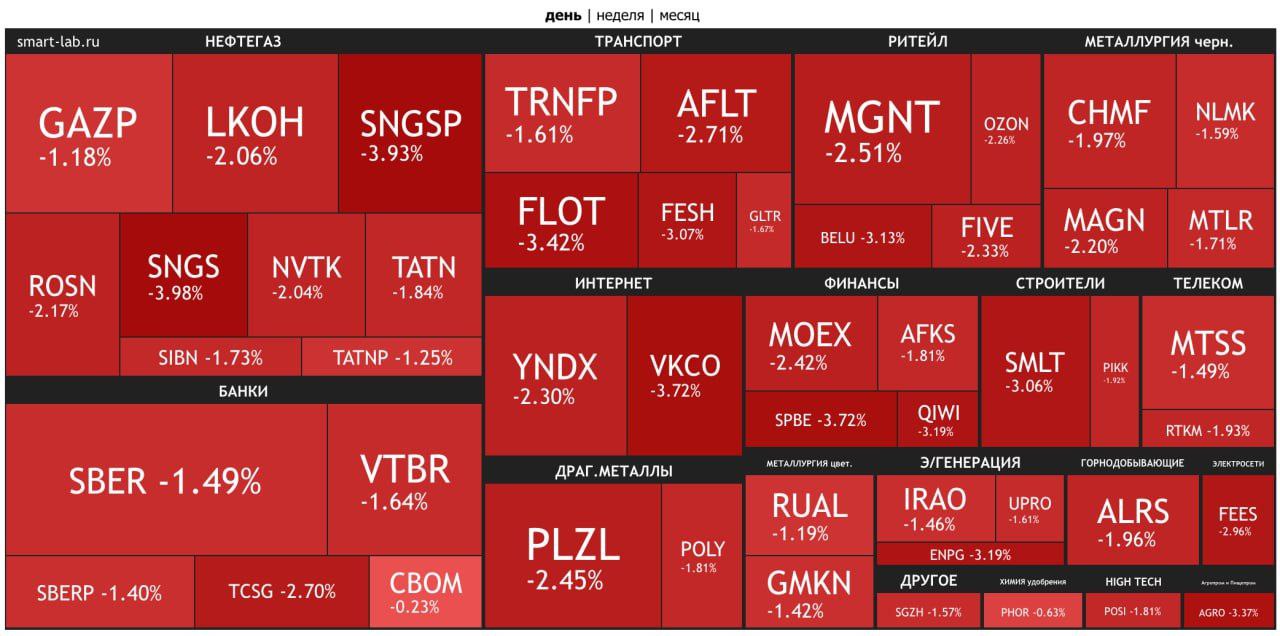 день | неделя | месяц
smart-lab.ru
НЕФТЕГАЗ
GAZP
-1.18%
LKOH
-2.06%
SNGSP
-3.93%
ROSN
-2.17%
SNGS
-3.98%
NVTK
-2.04%
TATN
-1.84%
SIBN -1.73%
TATNP -1.25%
БАНКИ
SBER -1.49%
VTBR
-1.64%
SBERP -1.40%
TCSG -2.70%
CBOM
-0.23%
ТРАНСПОРТ
TRNFP
-1.61%
AFLT
-2.71%
FLOT
-3.42%
FESH
-3.07%
GLTR
-1.67%
РИТЕЙЛ
MGNT
-2.51%
OZON
-2.26%
BELU -3.13%
FIVE
-2.33%
МЕТАЛЛУРГИЯ черн.
CHMF
-1.97%
NLMK
-1.59%
MAGN
-2.20%
MTLR
-1.71%
ИНТЕРНЕТ
YNDX
-2.30%
VKCO
-3.72%
ДРАГ.МЕТАЛЛЫ
PLZL
-2.45%
POLY
-1.81%
ФИНАНСЫ
MOEX
-2.42%
AFKS
-1.81%
SPBE -3.72%
QIWI
-3.19%
СТРОИТЕЛИ
SMLT
-3.06%
PIKK
-1.92%
ТЕЛЕКОМ
MTSS
-1.49%
RTKM -1.93%
МЕТАЛЛУРГИЯ цвет.
RUAL
-1.19%
GMKN
-1.42%
Э/ГЕНЕРАЦИЯ
IRAO
-1.46%
UPRO
-1.61%
ENPG -3.19%
ГОРНОДОБЫВАЮЩИЕ
ALRS
-1.96%
ЭЛЕКТРОСЕТИ
FEES
-2.96%
ДРУГОЕ
SGZH -1.57%
ХИМИЯ удобрения
PHOR -0.63%
HIGH TECH
POSI -1.81%
Агропром и Пищепром
AGRO -3.37%